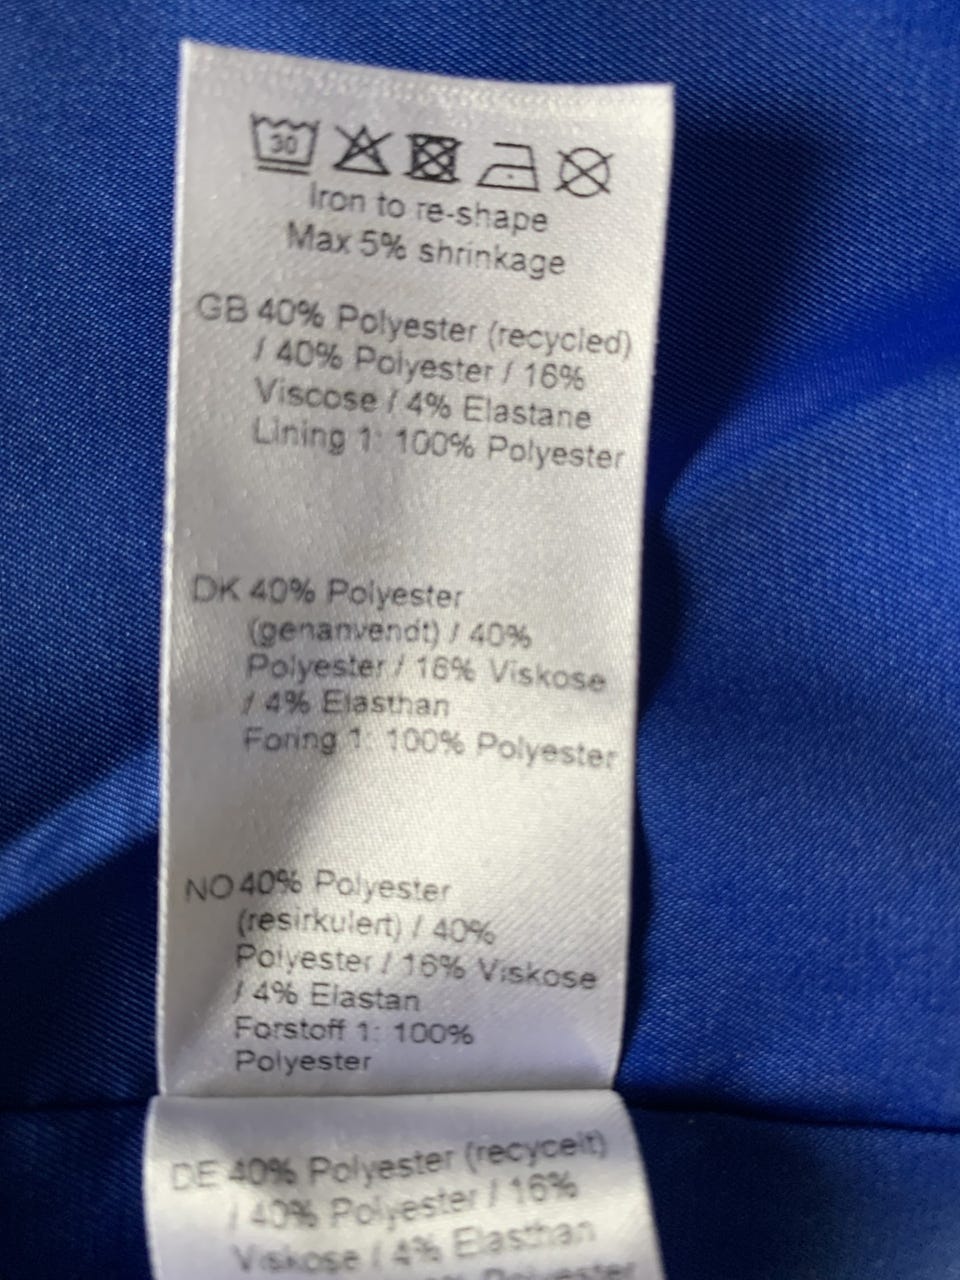 30
Iron to re-shape
Max 5% shrinkage
GB 40% Polyester (recycled)
/ 40% Polyester / 16%
Viscose / 4% Elastane
Lining 1: 100% Polyester
DK 40% Polyester
(genanvendt) / 40%
Polyester / 16% Viskose
/ 4% Elasthan
Foring 1: 100% Polyester
NO 40% Polyester
(resirkulert) / 40%
Polyester / 16% Viskose
/ 4% Elastan
Forstoff 1: 100%
Polyester
DE 40% Polyester (recycelt)
/ 40% Polyester / 16%
Viskose / 4% Elasthan
% Polyester